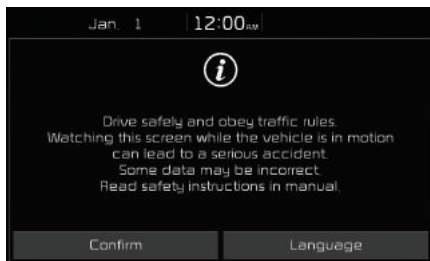 Jan. 1 12:00AM
i
Drive safely and obey traffic rules.
Watching this screen while the vehicle is in motion
can lead to a serious accident.
Some data may be incorrect.
Read safety instructions in manual.
Confirm Language